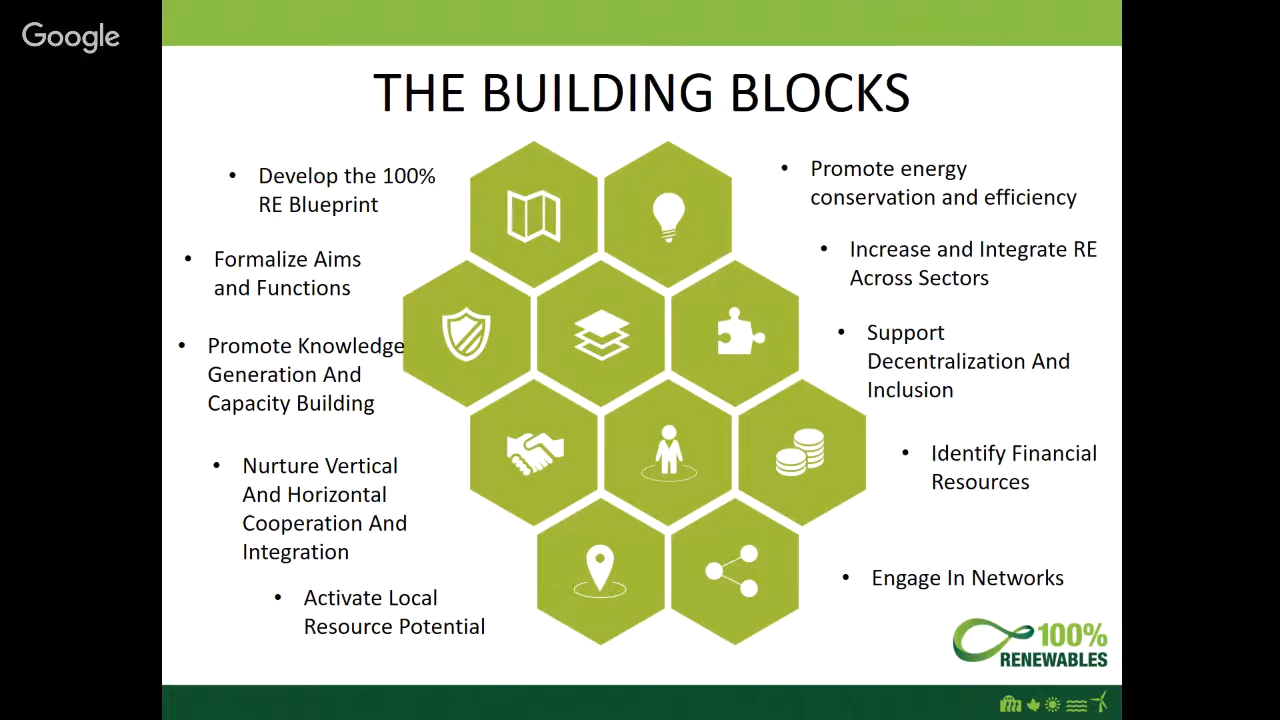 Google
THE BUILDING BLOCKS
• Develop the 100%
RE Blueprint
• Formalize Aims
and Functions
• Promote Knowledge
Generation And
Capacity Building
• Nurture Vertical
And Horizontal
Cooperation And
Integration
• Activate Local
Resource Potential
• Promote energy
conservation and efficiency
• Increase and Integrate RE
Across Sectors
• Support
Decentralization And
Inclusion
• Identify Financial
Resources
• Engage In Networks
100%
RENEWABLES